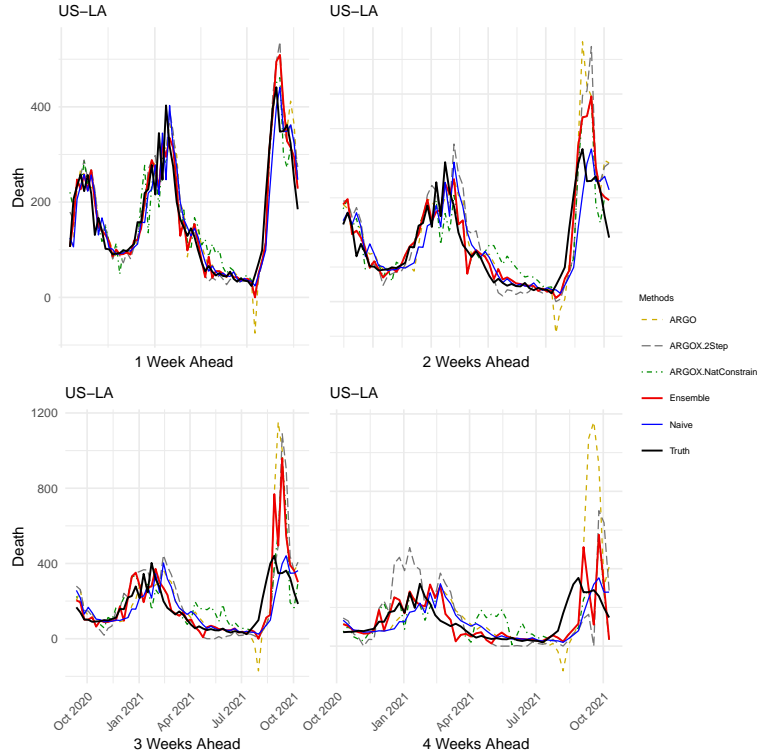 US−LA
US−LA
Death
400
200
0
1 Week Ahead
2 Weeks Ahead
Methods
ARGO
ARGOX.2Step
ARGOX.NatConstrain
Ensemble
Naive
Truth
US−LA
US−LA
Death
1200
800
400
0
Oct 2020
Jan 2021
Apr 2021
Jul 2021
Oct 2021
Oct 2020
Jan 2021
Apr 2021
Jul 2021
Oct 2021
3 Weeks Ahead
4 Weeks Ahead